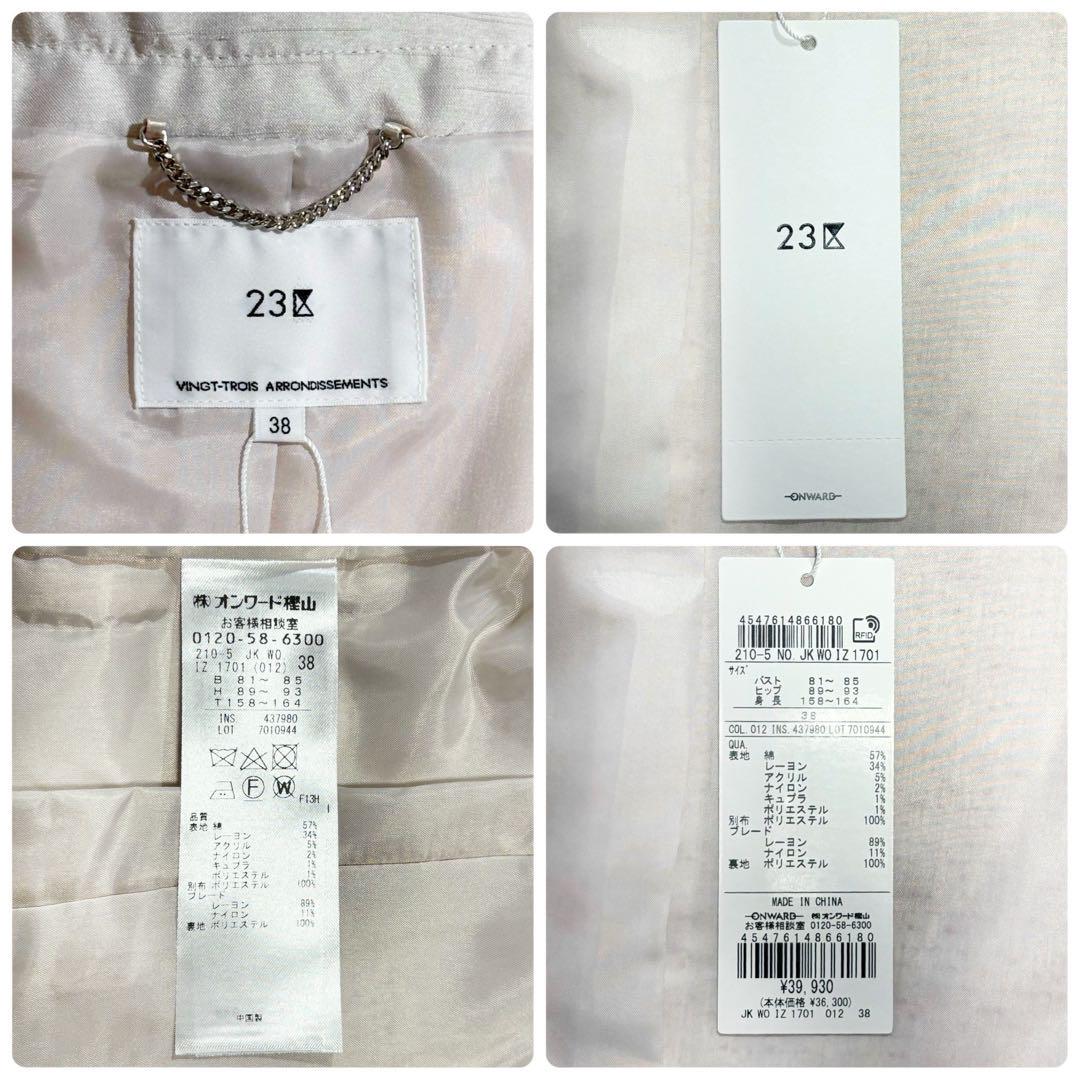 23区
VINGT-TROIS ARRONDISSEMENTS
38
23区
ONWARD
(株)オンワード樫山
お客様相談室
0120-58-6300
210-5 JK WO
IZ 1701 (012) 38
B 81～ 85
H 89～ 93
T 158～164
INS 437980
LOT 7010944
F W F13H
品質
表地 綿 57%
レーヨン 34%
アクリル 5%
ナイロン 2%
キュプラ 1%
ポリエステル 1%
別布 ポリエステル 100%
ブレード
レーヨン 89%
ナイロン 11%
裏地 ポリエステル 100%
中国製
4547614866180
RFID
210-5 NO. JK WO IZ 1701
サイズ
バスト 81～ 85
ヒップ 89～ 93
身長 158～164
38
COL. 012 INS. 437980 LOT 7010944
QUA.
表地 綿 57%
レーヨン 34%
アクリル 5%
ナイロン 2%
キュプラ 1%
ポリエステル 1%
別布 ポリエステル 100%
ブレード
レーヨン 89%
ナイロン 11%
裏地 ポリエステル 100%
MADE IN CHINA
ONWARD (株)オンワード樫山
お客様相談室 0120-58-6300
4547614866180
¥39,930
(本体価格 ¥36,300)
JK WO IZ 1701 012 38